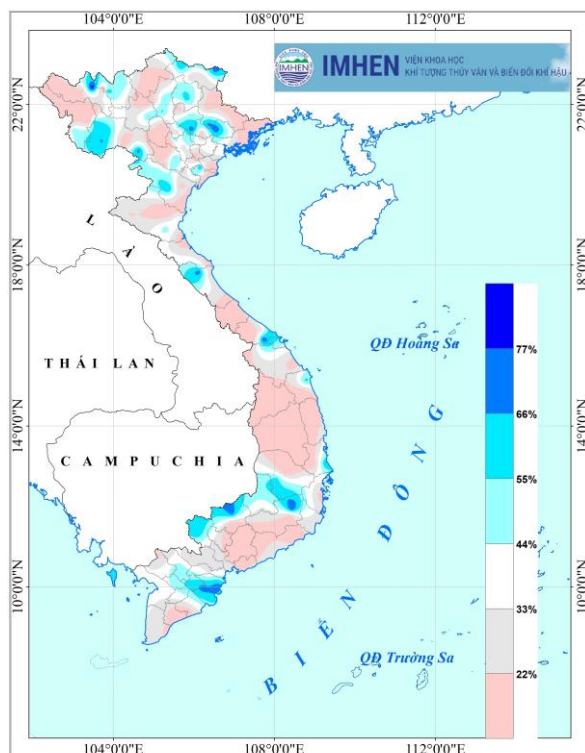 104°0'0"E 108°0'0"E 112°0'0"E
IMHEN
IMHEN
VIỆN KHOA HỌC
KHÍ TƯỢNG THỦY VĂN VÀ BIẾN ĐỔI KHÍ HẬU
22°0'0"N 22°0'0"N
LÀO
18°0'0"N 18°0'0"N
QĐ Hoàng Sa
77%
THÁI LAN
66%
14°0'0"N 14°0'0"N
CAMPUCHIA
55%
BIỂN ĐÔNG
44%
10°0'0"N 10°0'0"N
33%
QĐ Trường Sa
22%
104°0'0"E 108°0'0"E 112°0'0"E